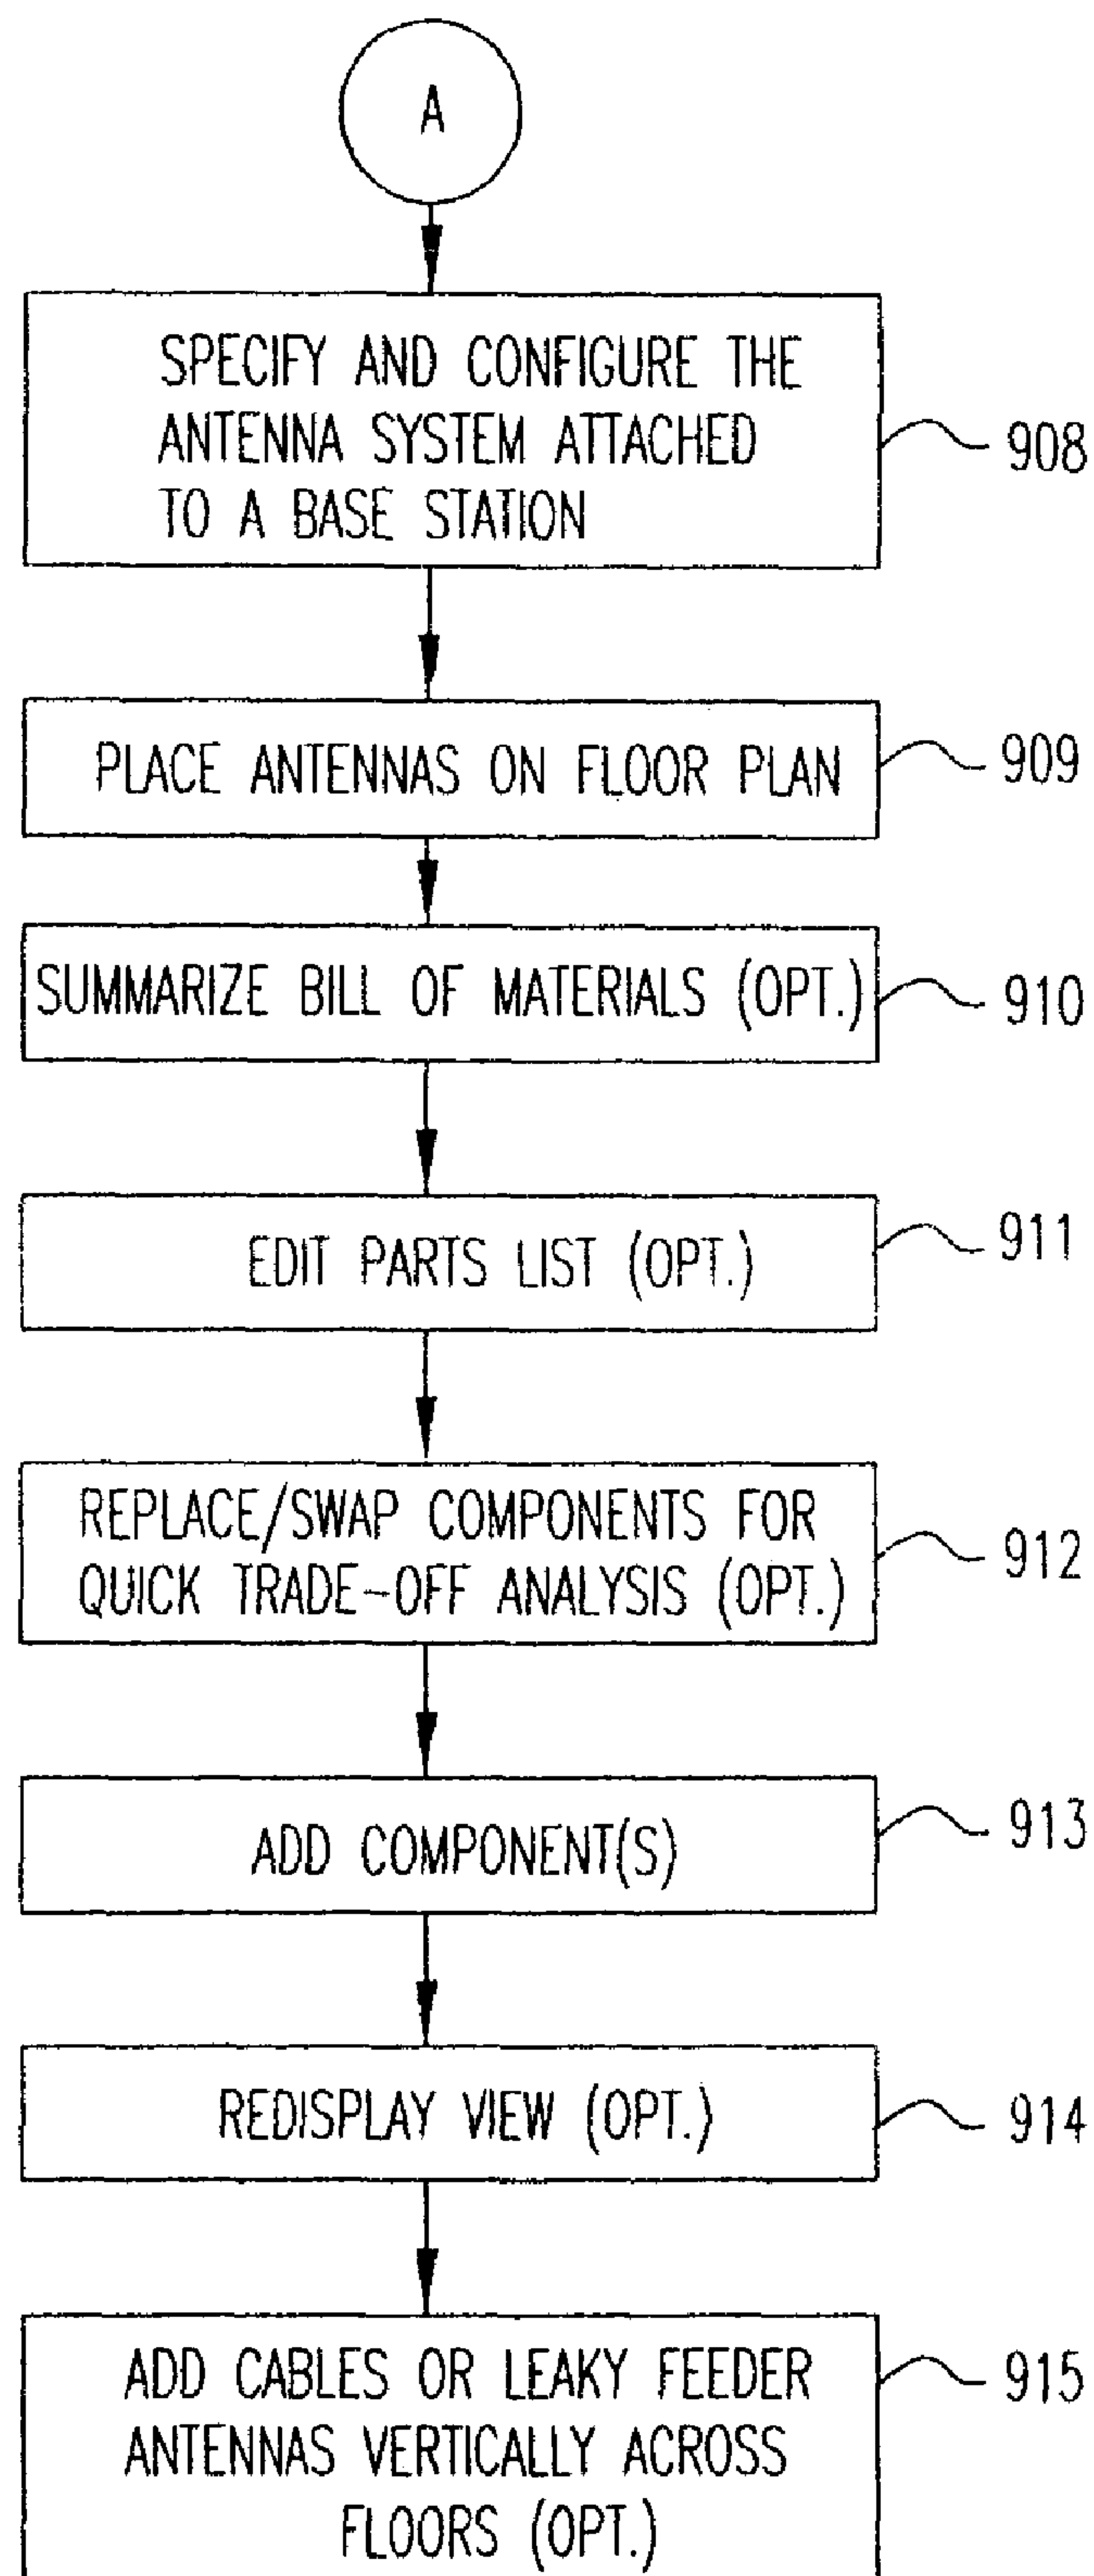 A
SPECIFY AND CONFIGURE THE
ANTENNA SYSTEM ATTACHED
TO A BASE STATION
908
PLACE ANTENNAS ON FLOOR PLAN
909
SUMMARIZE BILL OF MATERIALS (OPT.)
910
EDIT PARTS LIST (OPT.)
911
REPLACE/SWAP COMPONENTS FOR
QUICK TRADE-OFF ANALYSIS (OPT.)
912
ADD COMPONENT(S)
913
REDISPLAY VIEW (OPT.)
914
ADD CABLES OR LEAKY FEEDER
ANTENNAS VERTICALLY ACROSS
FLOORS (OPT.)
915